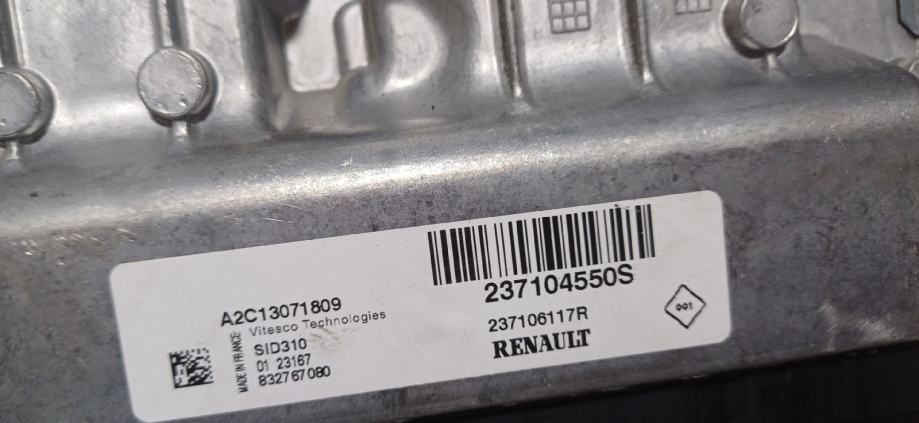 A2C13071809
Vitesco Technologies
MADE IN FRANCE
SID310
01 23167
832767080
237104550S
237106117R
RENAULT
001